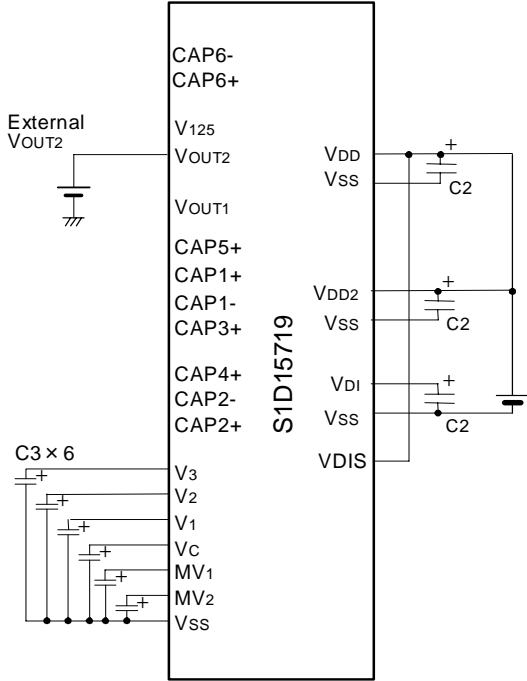 CAP6-
CAP6+
External
VOUT2
V125
VOUT2
VOUT1
CAP5+
CAP1+
CAP1-
CAP3+
CAP4+
CAP2-
CAP2+
C3×6
+
V3
+
V2
+
V1
+
VC
+
MV1
+
MV2
VSS
S1D15719
VDD
+
VSS
C2
VDD2
+
VSS
C2
VDI
+
VSS
C2
VDIS